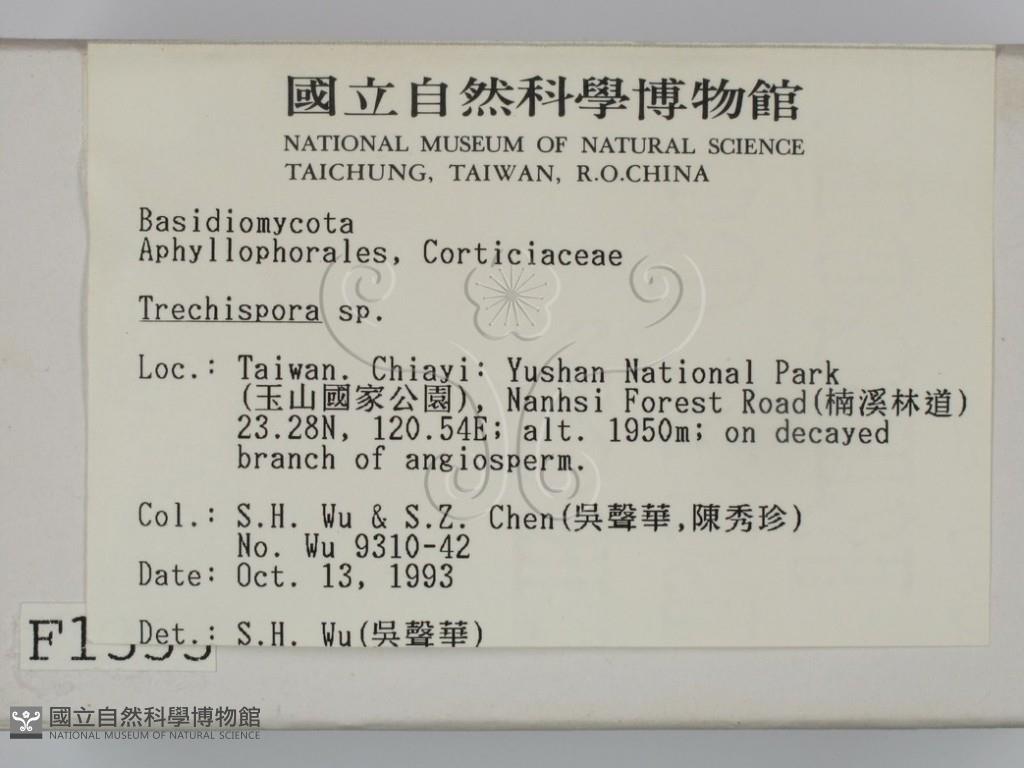 國立自然科學博物館
NATIONAL MUSEUM OF NATURAL SCIENCE
TAICHUNG, TAIWAN, R.O.CHINA
Basidiomycota
Aphyllophorales, Corticiaceae
Trechispora sp.
Loc.: Taiwan. Chiayi: Yushan National Park
(玉山國家公園), Nanhsi Forest Road(楠溪林道)
23.28N, 120.54E; alt. 1950m; on decayed
branch of angiosperm.
Col.: S.H. Wu & S.Z. Chen(吳聲華,陳秀珍)
No. Wu 9310-42
Date: Oct. 13, 1993
Det.: S.H. Wu(吳聲華)
國立自然科學博物館
NATIONAL MUSEUM OF NATURAL SCIENCE